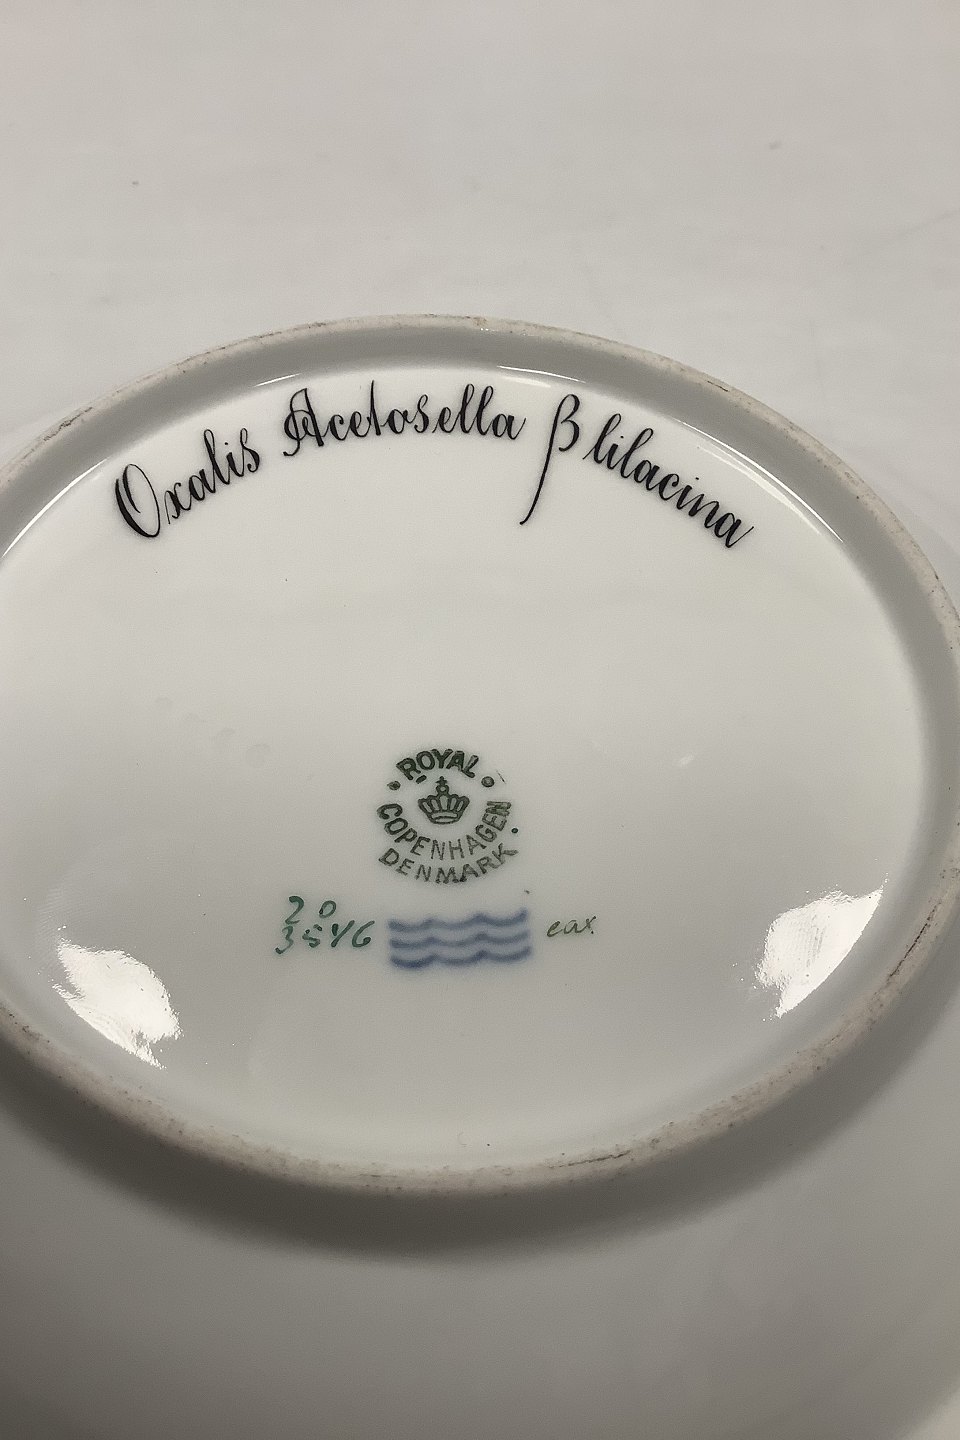 Oxalis Acetosella β lilacina
ROYAL
COPENHAGEN
DENMARK
20
3546
eax.